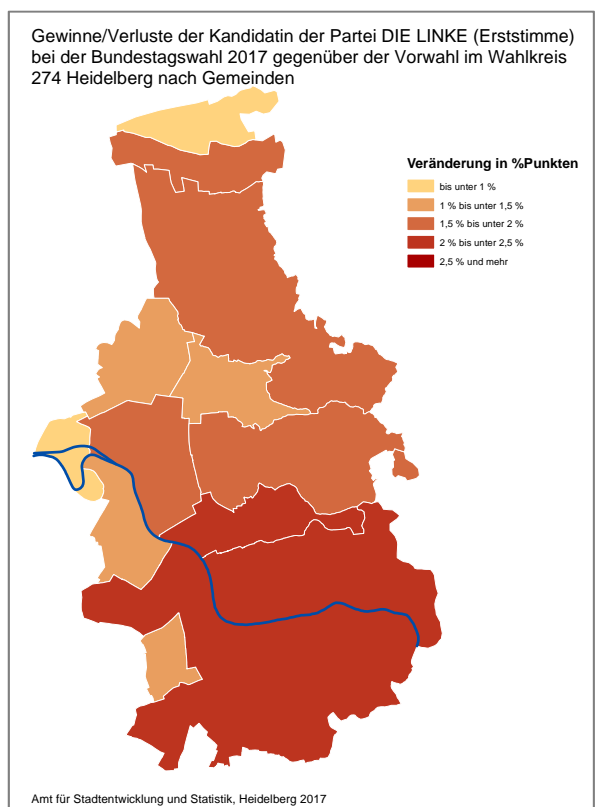 Gewinne/Verluste der Kandidatin der Partei DIE LINKE (Erststimme)
bei der Bundestagswahl 2017 gegenüber der Vorwahl im Wahlkreis
274 Heidelberg nach Gemeinden
Veränderung in %Punkten
bis unter 1 %
1 % bis unter 1,5 %
1,5 % bis unter 2 %
2 % bis unter 2,5 %
2,5 % und mehr
Amt für Stadtentwicklung und Statistik, Heidelberg 2017